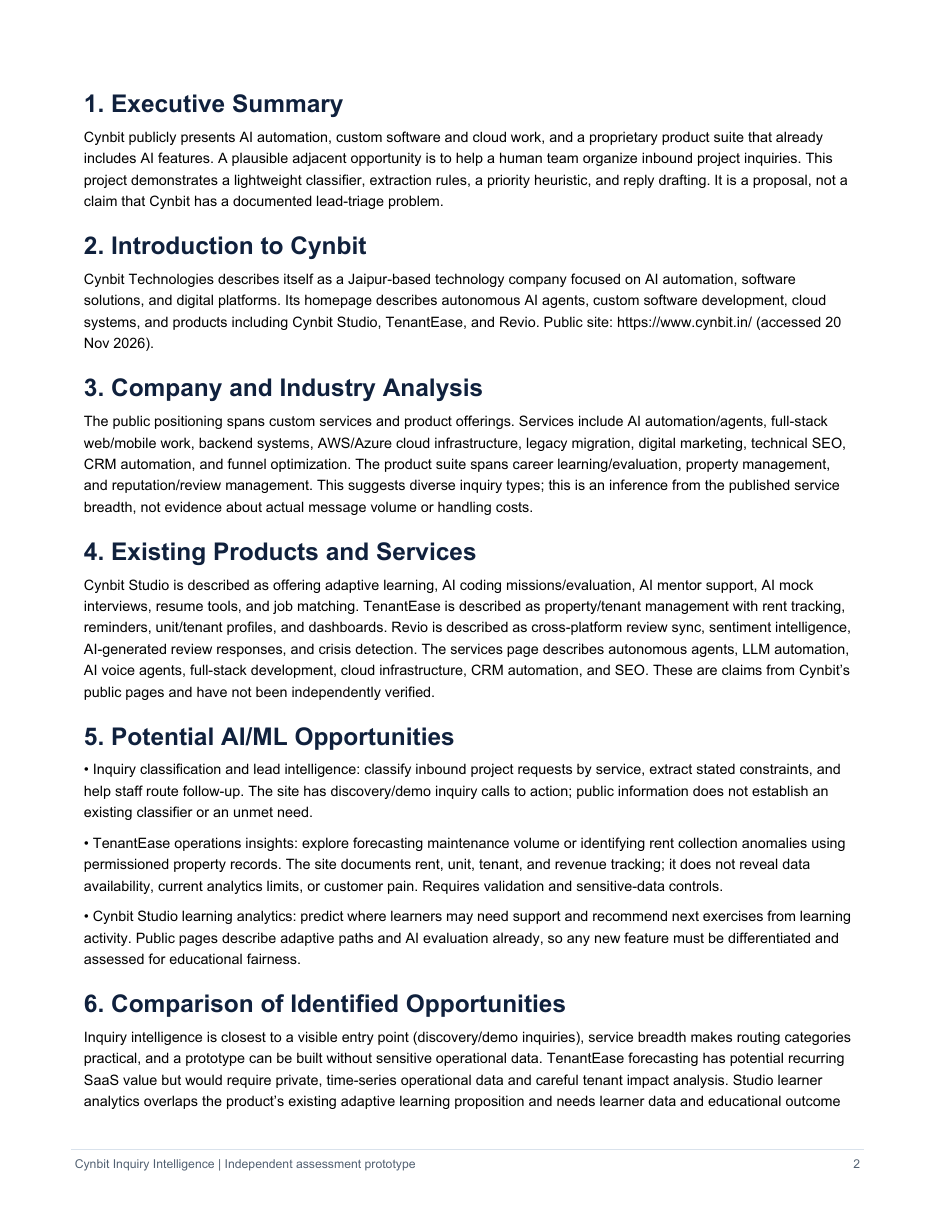 1. Executive Summary
Cynbit publicly presents AI automation, custom software and cloud work, and a proprietary product suite that already
includes AI features. A plausible adjacent opportunity is to help a human team organize inbound project inquiries. This
project demonstrates a lightweight classifier, extraction rules, a priority heuristic, and reply drafting. It is a proposal, not a
claim that Cynbit has a documented lead-triage problem.
2. Introduction to Cynbit
Cynbit Technologies describes itself as a Jaipur-based technology company focused on AI automation, software
solutions, and digital platforms. Its homepage describes autonomous AI agents, custom software development, cloud
systems, and products including Cynbit Studio, TenantEase, and Revio. Public site: https://www.cynbit.in/ (accessed 20
Nov 2026).
3. Company and Industry Analysis
The public positioning spans custom services and product offerings. Services include AI automation/agents, full-stack
web/mobile work, backend systems, AWS/Azure cloud infrastructure, legacy migration, digital marketing, technical SEO,
CRM automation, and funnel optimization. The product suite spans career learning/evaluation, property management,
and reputation/review management. This suggests diverse inquiry types; this is an inference from the published service
breadth, not evidence about actual message volume or handling costs.
4. Existing Products and Services
Cynbit Studio is described as offering adaptive learning, AI coding missions/evaluation, AI mentor support, AI mock
interviews, resume tools, and job matching. TenantEase is described as property/tenant management with rent tracking,
reminders, unit/tenant profiles, and dashboards. Revio is described as cross-platform review sync, sentiment intelligence,
AI-generated review responses, and crisis detection. The services page describes autonomous agents, LLM automation,
AI voice agents, full-stack development, cloud infrastructure, CRM automation, and SEO. These are claims from Cynbit’s
public pages and have not been independently verified.
5. Potential AI/ML Opportunities
• Inquiry classification and lead intelligence: classify inbound project requests by service, extract stated constraints, and
help staff route follow-up. The site has discovery/demo inquiry calls to action; public information does not establish an
existing classifier or an unmet need.
• TenantEase operations insights: explore forecasting maintenance volume or identifying rent collection anomalies using
permissioned property records. The site documents rent, unit, tenant, and revenue tracking; it does not reveal data
availability, current analytics limits, or customer pain. Requires validation and sensitive-data controls.
• Cynbit Studio learning analytics: predict where learners may need support and recommend next exercises from learning
activity. Public pages describe adaptive paths and AI evaluation already, so any new feature must be differentiated and
assessed for educational fairness.
6. Comparison of Identified Opportunities
Inquiry intelligence is closest to a visible entry point (discovery/demo inquiries), service breadth makes routing categories
practical, and a prototype can be built without sensitive operational data. TenantEase forecasting has potential recurring
SaaS value but would require private, time-series operational data and careful tenant impact analysis. Studio learner
analytics overlaps the product’s existing adaptive learning proposition and needs learner data and educational outcome
Cynbit Inquiry Intelligence | Independent assessment prototype
2